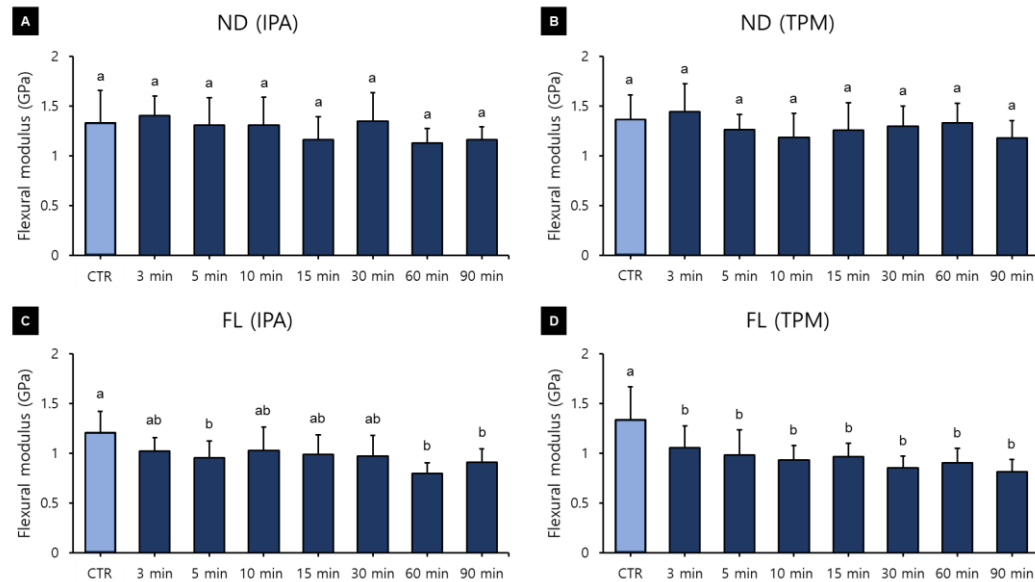 A
ND (IPA)
Flexural modulus (GPa)
2
1.5
1
0.5
0
a a a a a a a a
CTR 3 min 5 min 10 min 15 min 30 min 60 min 90 min
B
ND (TPM)
Flexural modulus (GPa)
2
1.5
1
0.5
0
a a a a a a a a
CTR 3 min 5 min 10 min 15 min 30 min 60 min 90 min
C
FL (IPA)
Flexural modulus (GPa)
2
1.5
1
0.5
0
a ab b ab ab ab b b
CTR 3 min 5 min 10 min 15 min 30 min 60 min 90 min
D
FL (TPM)
Flexural modulus (GPa)
2
1.5
1
0.5
0
a b b b b b b b
CTR 3 min 5 min 10 min 15 min 30 min 60 min 90 min